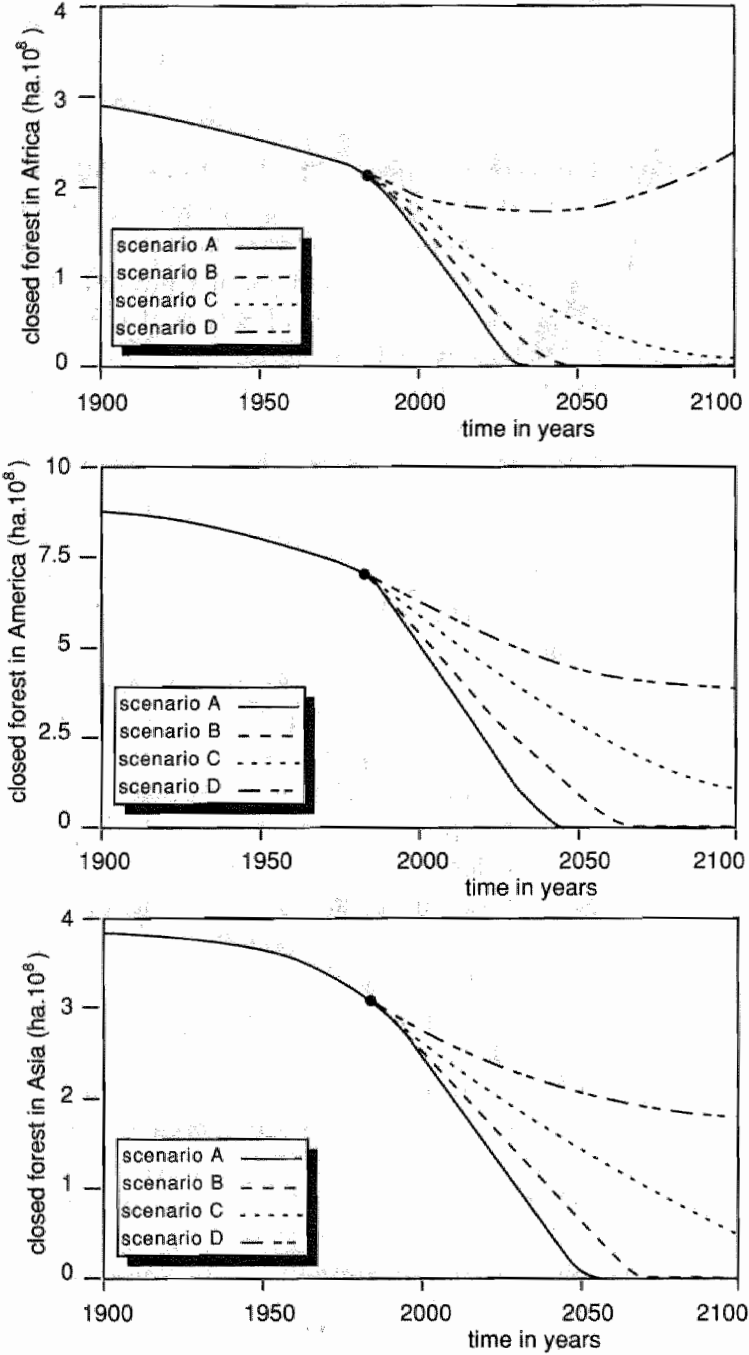 closed forest in Africa (ha.10⁸)
4
3
2
1
0
scenario A
scenario B
scenario C
scenario D
1900 1950 2000 2050 2100
time in years
closed forest in America (ha.10⁸)
10
7.5
5
2.5
0
scenario A
scenario B
scenario C
scenario D
1900 1950 2000 2050 2100
time in years
closed forest in Asia (ha.10⁸)
4
3
2
1
0
scenario A
scenario B
scenario C
scenario D
1900 1950 2000 2050 2100
time in years